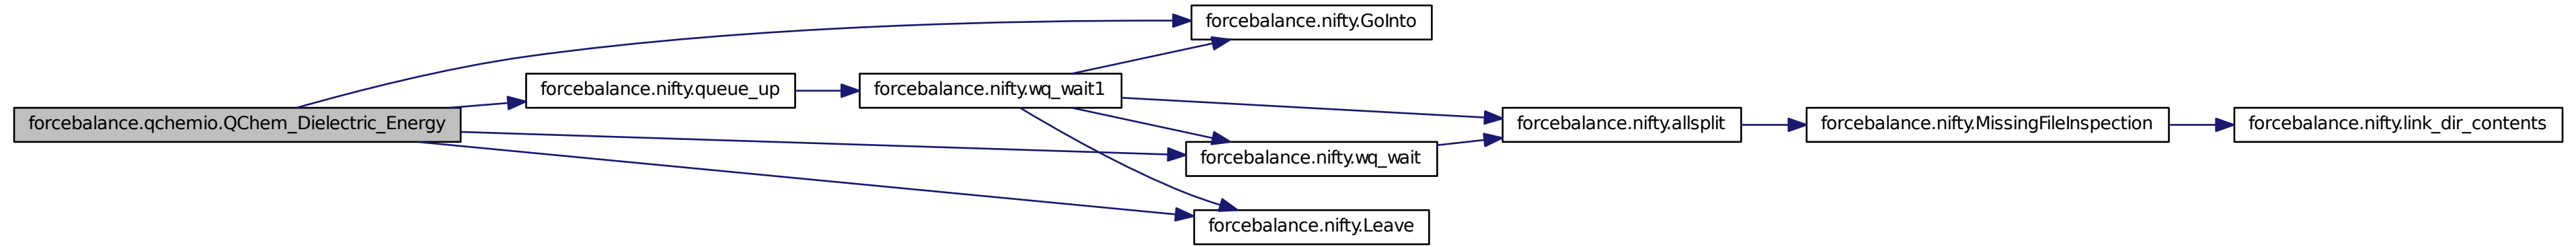 forcebalance.qchemio.QChem_Dielectric_Energy
forcebalance.nifty.queue_up
forcebalance.nifty.wq_wait1
forcebalance.nifty.GoInto
forcebalance.nifty.wq_wait
forcebalance.nifty.Leave
forcebalance.nifty.allsplit
forcebalance.nifty.MissingFileInspection
forcebalance.nifty.link_dir_contents